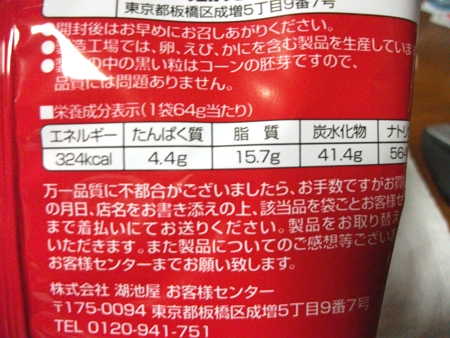 東京都板橋区成増5丁目9番7号
開封後はお早めにお召しあがりください。
造工場では、卵、えび、かにを含む製品を生産していま
の中の黒い粒はコーンの胚芽ですので、
品質には問題ありません。
■栄養成分表示(1袋64g当たり)
エネルギー たんぱく質 脂質 炭水化物 ナトリ
324kcal 4.4g 15.7g 41.4g 56
万一品質に不都合がございましたら、お手数ですがお買
の月日、店名をお書き添えの上、該当品を袋ごとお客様セ
まで着払いにてお送りください。製品をお取り替え
いただきます。また製品についてのご感想等ござい
お客様センターまでお願い致します。
株式会社 湖池屋 お客様センター
〒175-0094 東京都板橋区成増5丁目9番7号
TEL 0120-941-751